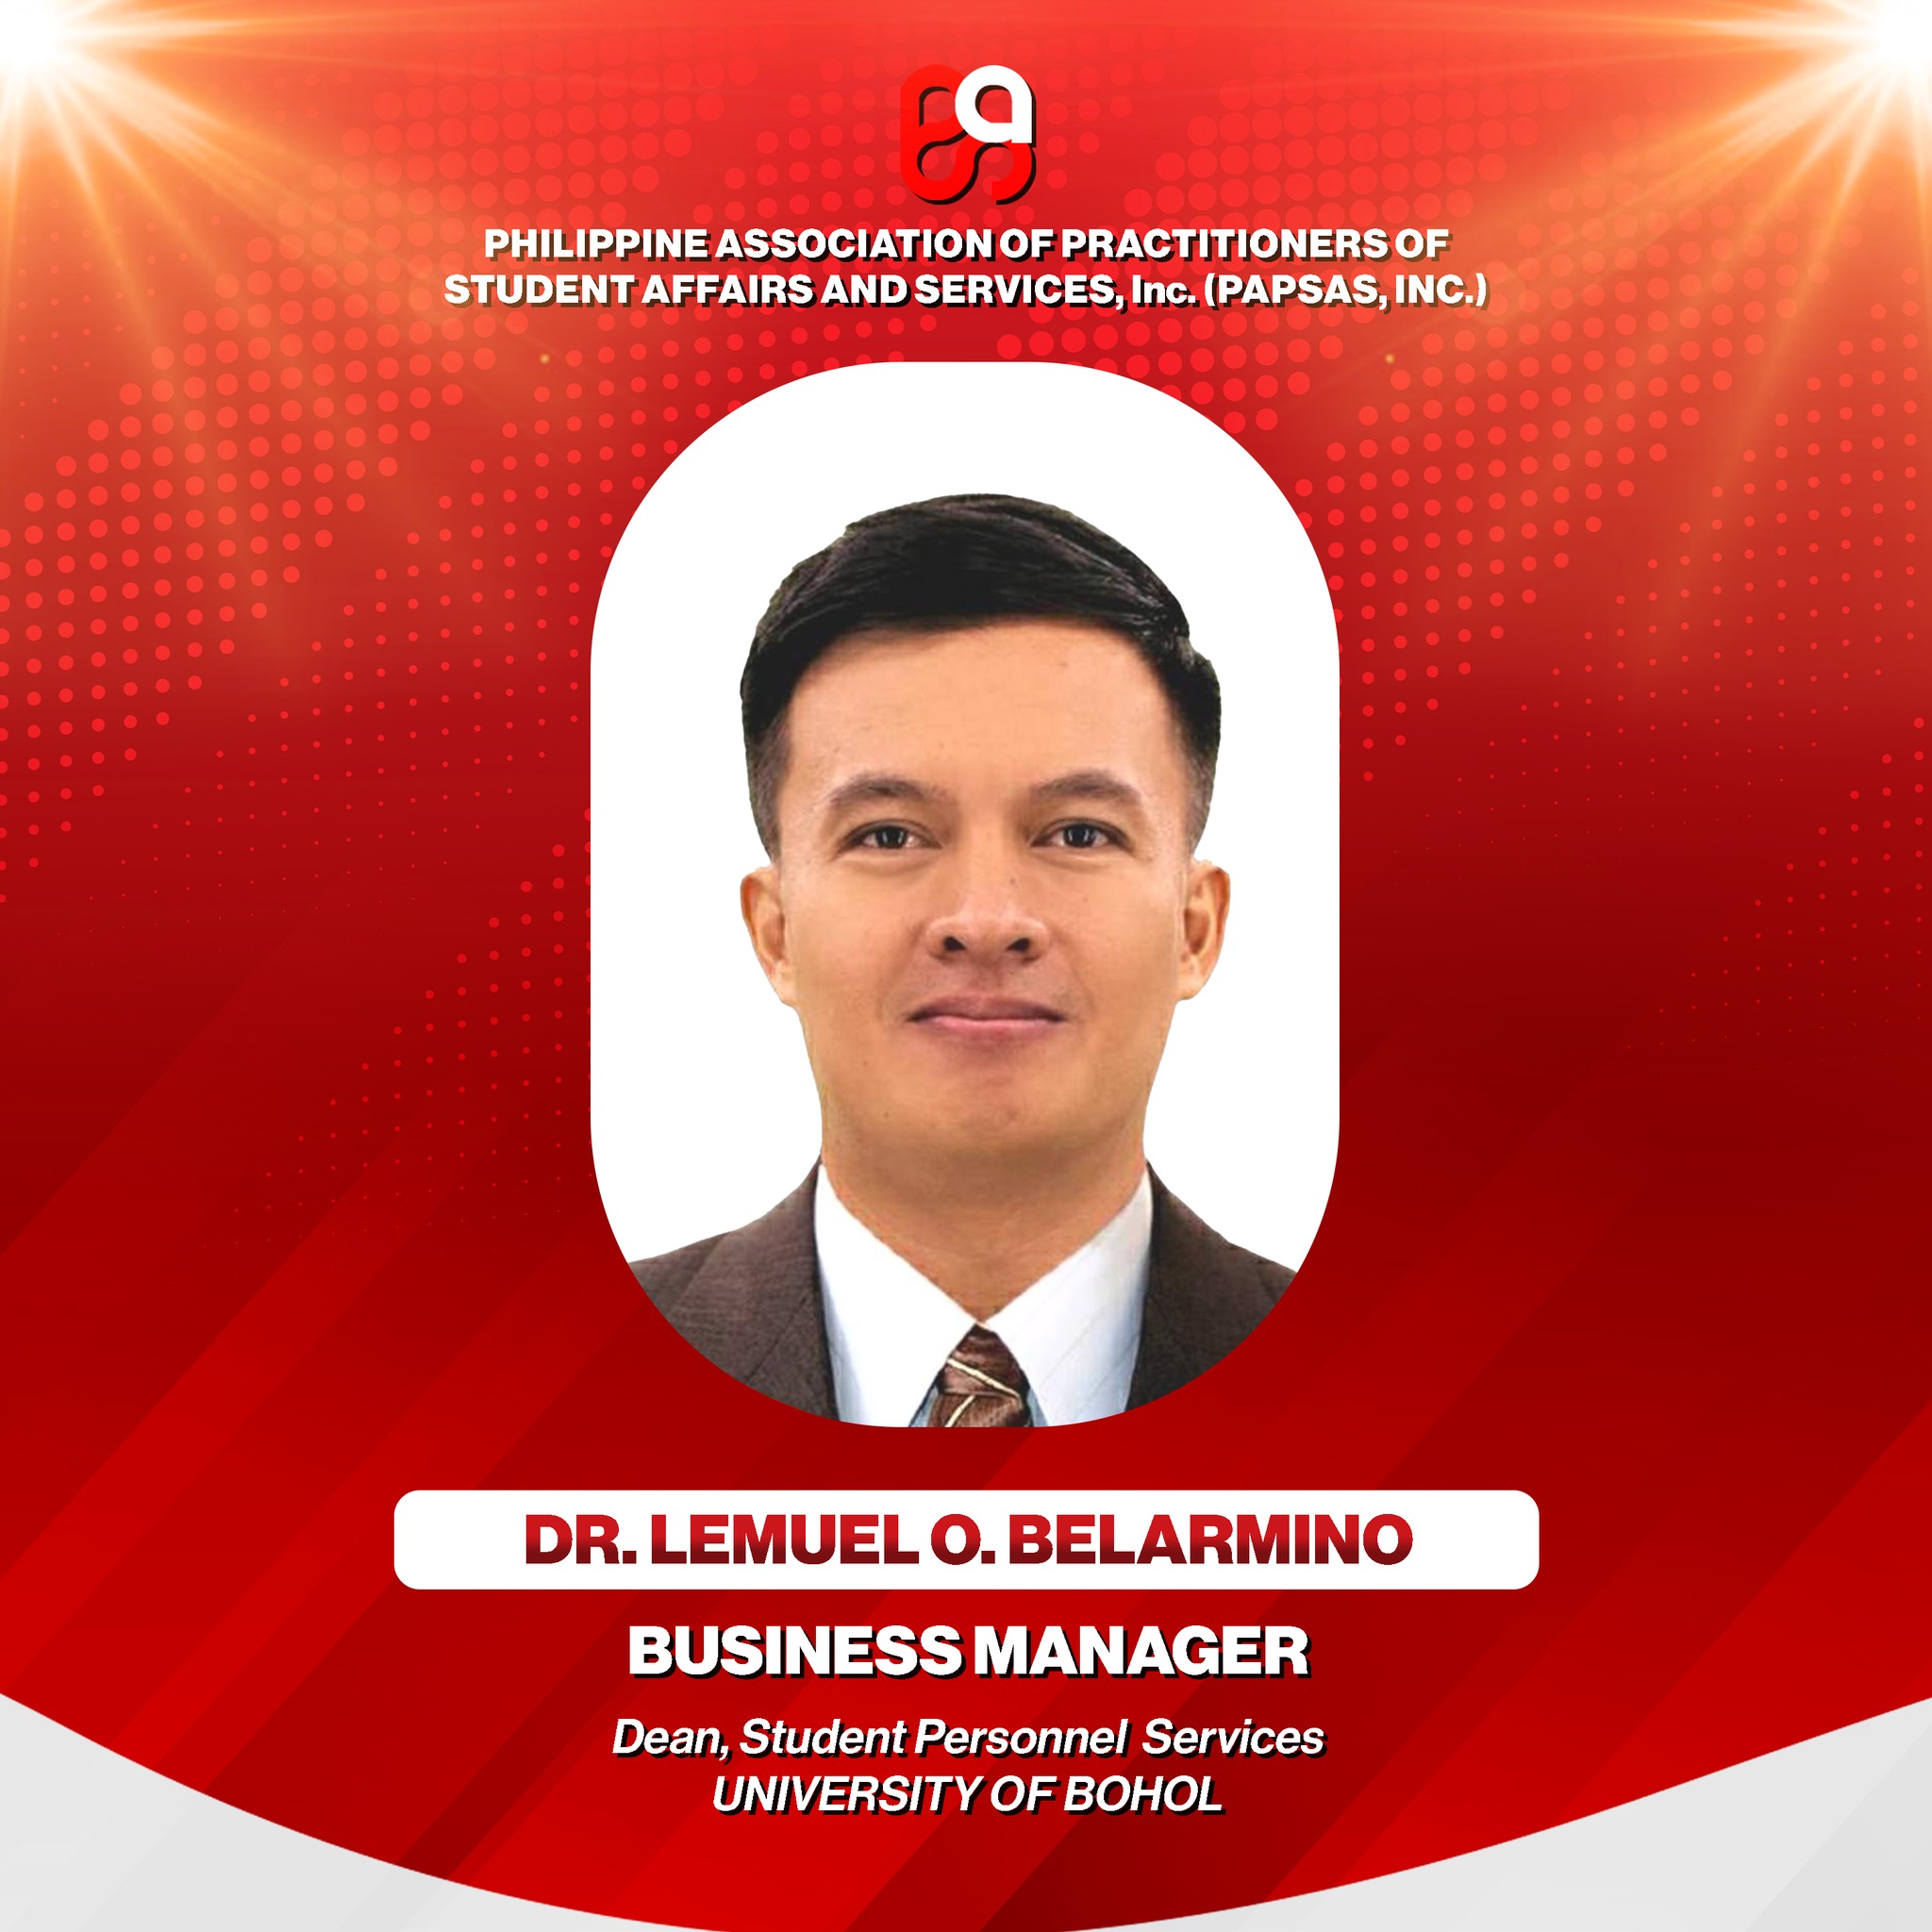 PHILIPPINE ASSOCIATION OF PRACTITIONERS OF
STUDENT AFFAIRS AND SERVICES, Inc. (PAPSAS, INC.)
DR. LEMUEL O. BELARMINO
BUSINESS MANAGER
Dean, Student Personnel Services
UNIVERSITY OF BOHOL